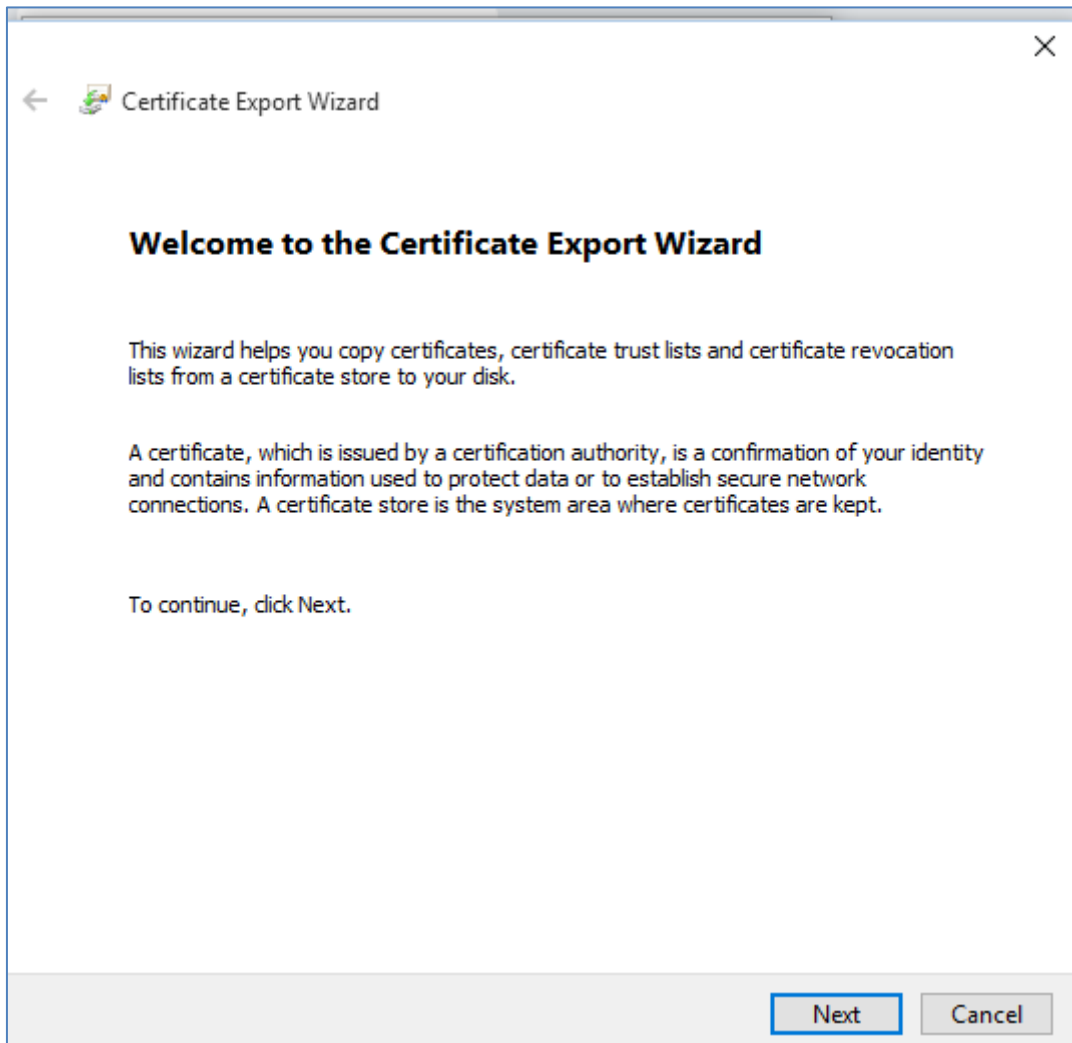 Certificate Export Wizard
Welcome to the Certificate Export Wizard
This wizard helps you copy certificates, certificate trust lists and certificate revocation
lists from a certificate store to your disk.
A certificate, which is issued by a certification authority, is a confirmation of your identity
and contains information used to protect data or to establish secure network
connections. A certificate store is the system area where certificates are kept.
To continue, click Next.
Next Cancel